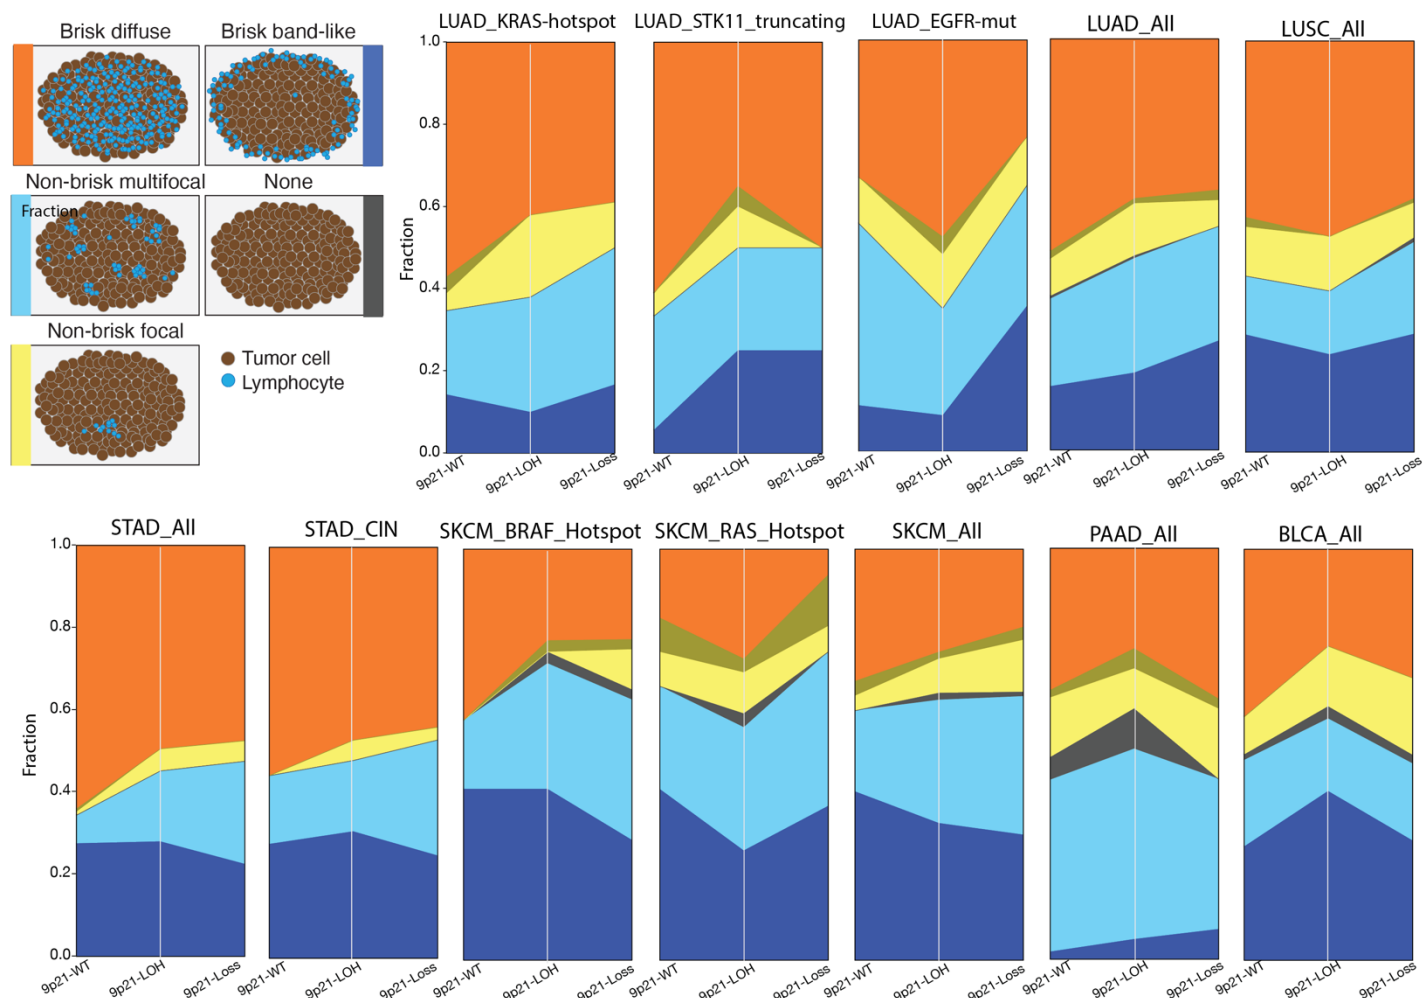 Brisk diffuse
Brisk band-like
Non-brisk multifocal
None
Fraction
Non-brisk focal
Tumor cell
Lymphocyte
LUAD_KRAS-hotspot
LUAD_STK11_truncating
LUAD_EGFR-mut
LUAD_All
LUSC_All
Fraction
1.0
0.8
0.6
0.4
0.2
0.0
9p21-WT
9p21-LOH
9p21-Loss
9p21-WT
9p21-LOH
9p21-Loss
9p21-WT
9p21-LOH
9p21-Loss
9p21-WT
9p21-LOH
9p21-Loss
9p21-WT
9p21-LOH
9p21-Loss
STAD_All
STAD_CIN
SKCM_BRAF_Hotspot
SKCM_RAS_Hotspot
SKCM_All
PAAD_All
BLCA_All
Fraction
1.0
0.8
0.6
0.4
0.2
0.0
9p21-WT
9p21-LOH
9p21-Loss
9p21-WT
9p21-LOH
9p21-Loss
9p21-WT
9p21-LOH
9p21-Loss
9p21-WT
9p21-LOH
9p21-Loss
9p21-WT
9p21-LOH
9p21-Loss
9p21-WT
9p21-LOH
9p21-Loss
9p21-WT
9p21-LOH
9p21-Loss